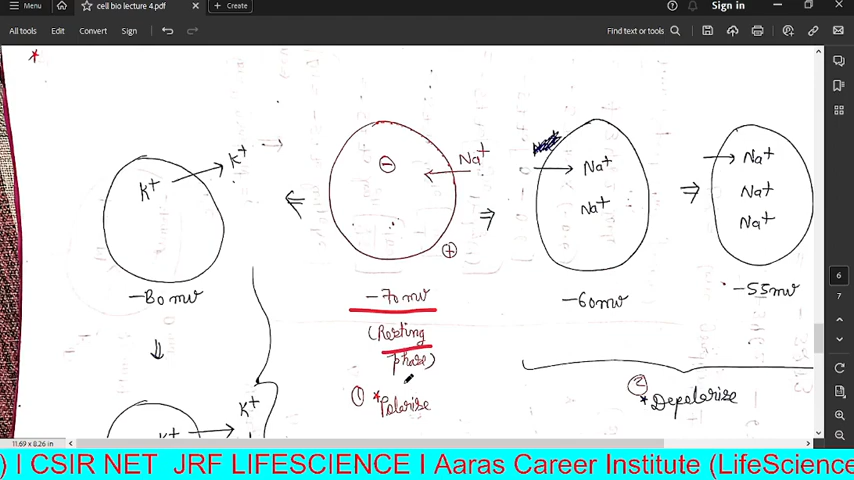 Menu
cell bio lecture 4.pdf
Create
Sign in
All tools Edit Convert Sign
Find text or tools
*
K+
K+
-80mv
⊖
Na+
⊕
-70mv
(Resting
phase)
① *Polarise
Na+
Na+
-60mv
Na+
Na+
Na+
-55mv
②
*Depolarise
K+
K+
6
7
11.69 x 8.26 in
) I CSIR NET JRF LIFESCIENCE I Aaras Career Institute (LifeScience